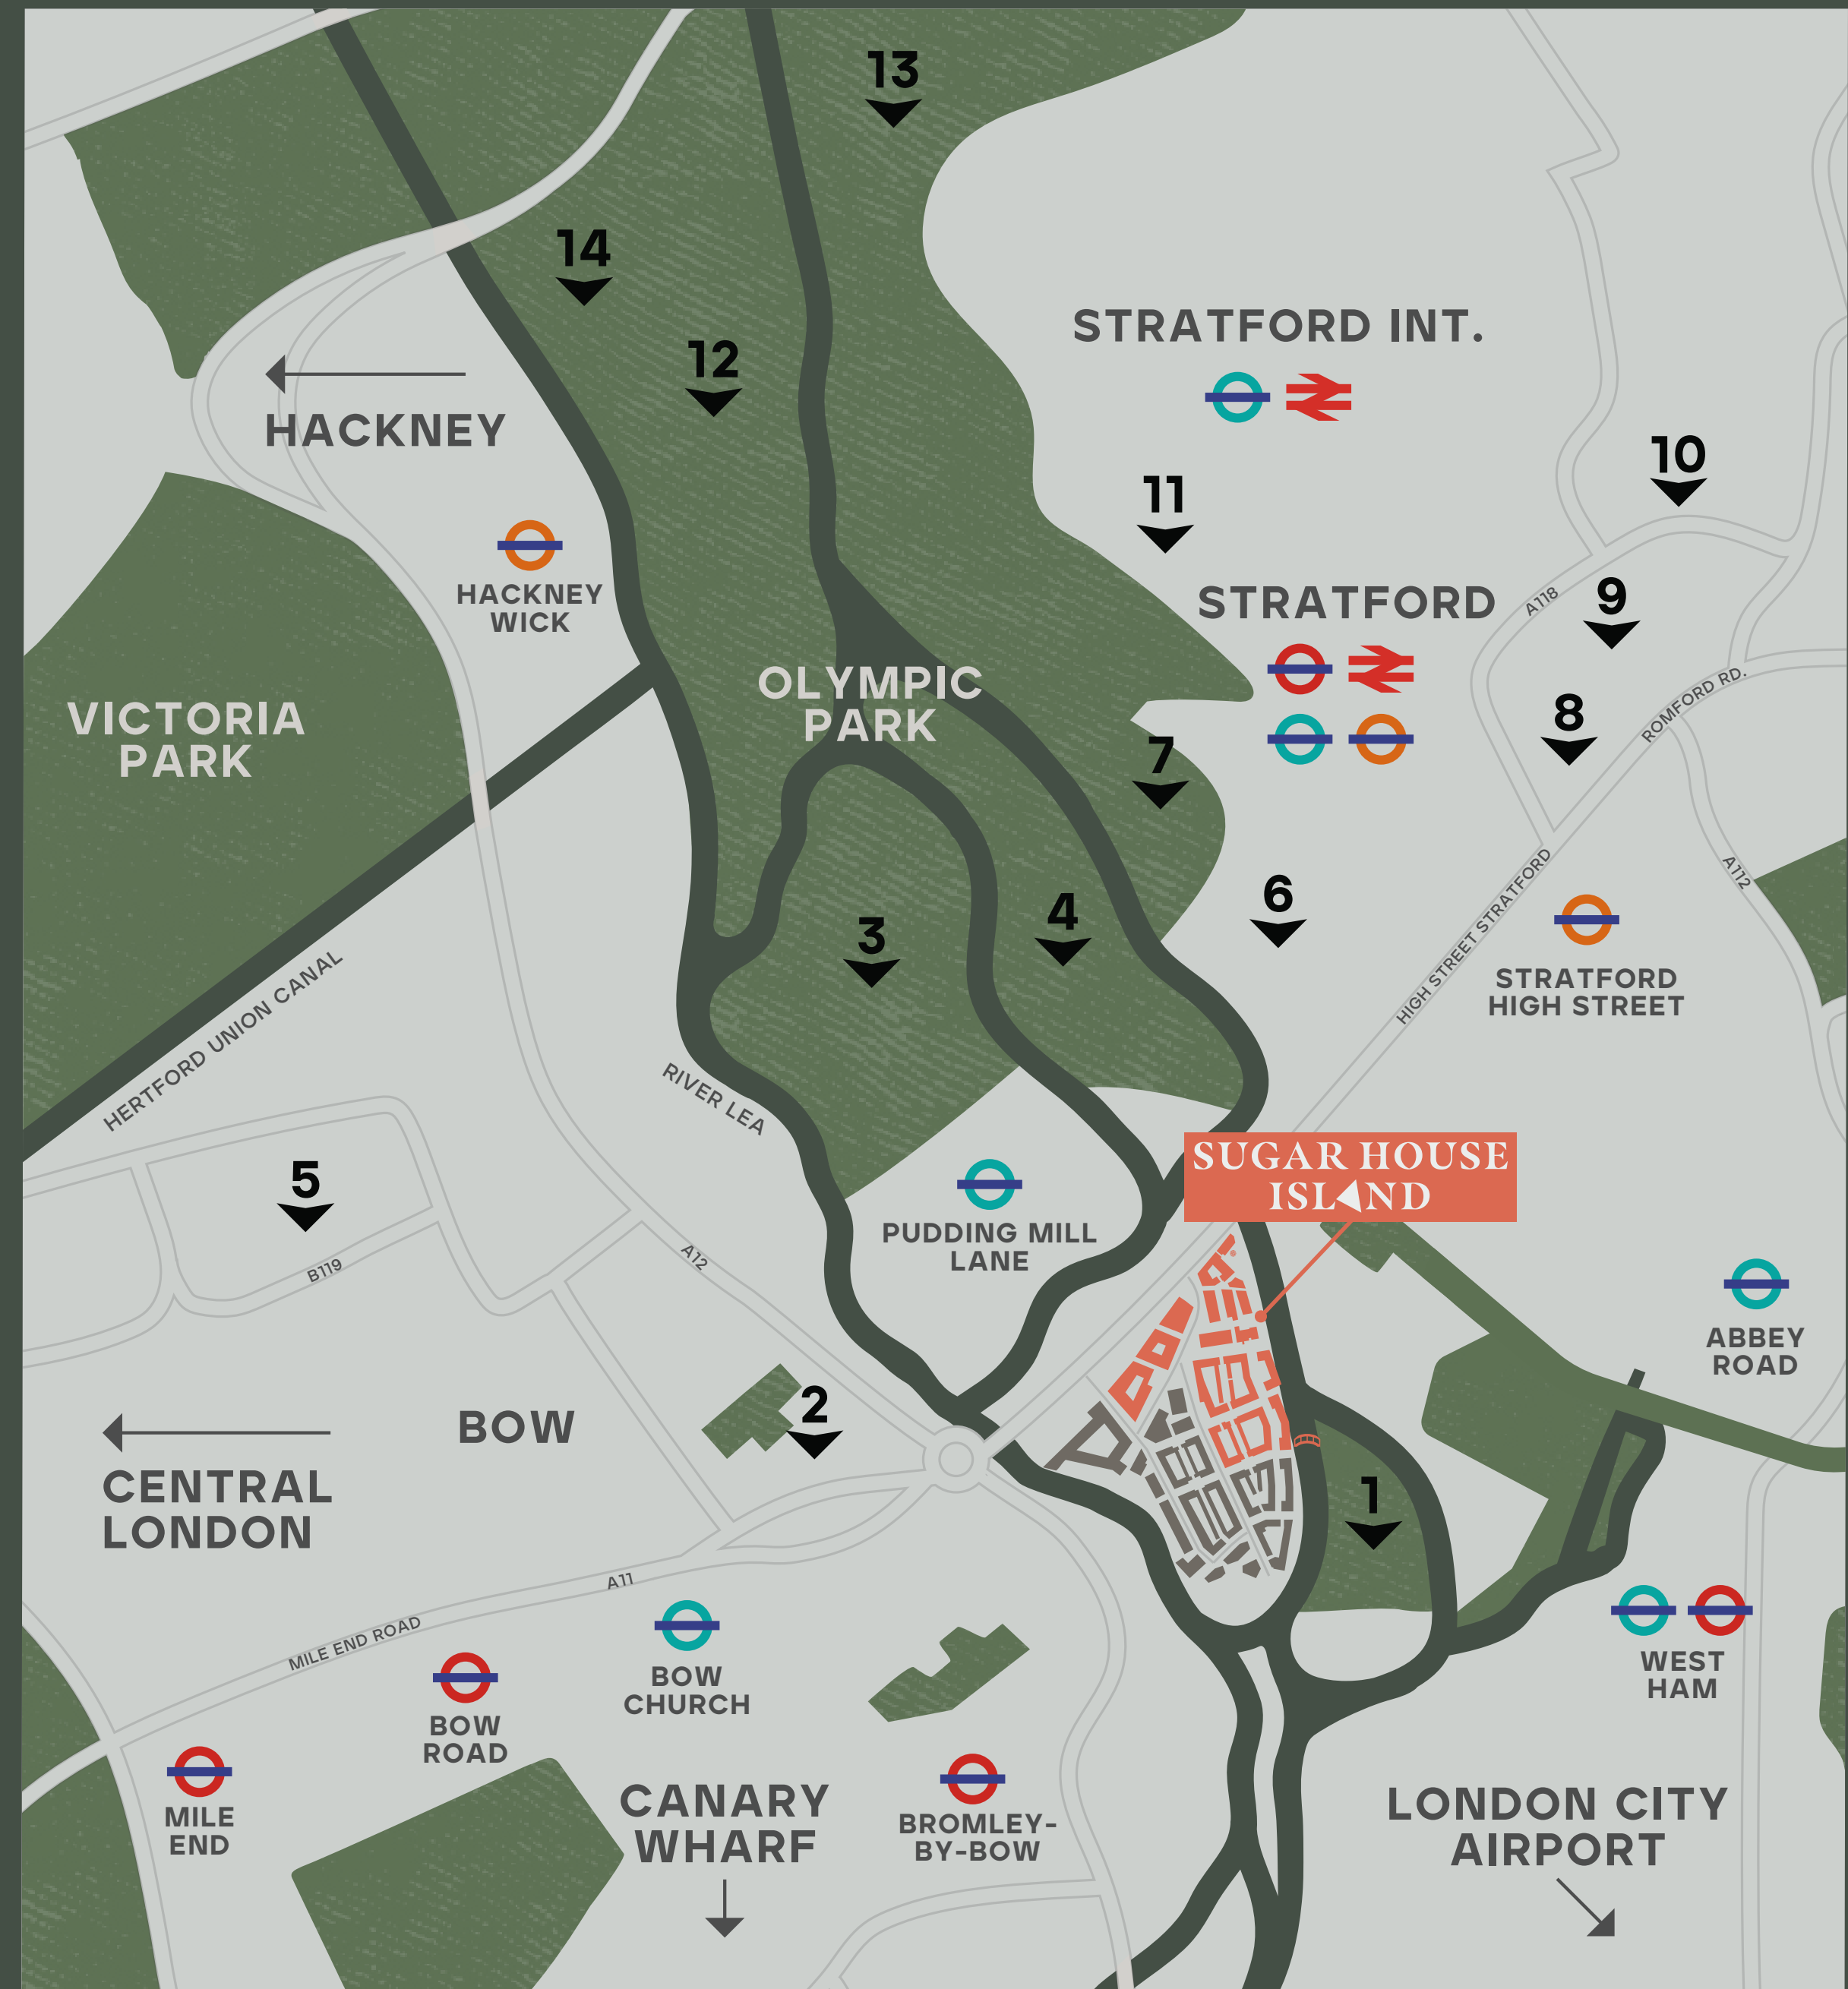 13
14
12
STRATFORD INT.
HACKNEY
10
11
HACKNEY
WICK
STRATFORD
A118
9
OLYMPIC
PARK
VICTORIA
PARK
ROMFORD RD.
8
7
A112
HIGH STREET STRATFORD
6
4
3
STRATFORD
HIGH STREET
HERTFORD UNION CANAL
RIVER LEA
SUGAR HOUSE
ISLAND
5
B119
A12
PUDDING MILL
LANE
ABBEY
ROAD
2
BOW
CENTRAL
LONDON
1
A11
MILE END ROAD
BOW
CHURCH
WEST
HAM
BOW
ROAD
MILE
END
CANARY
WHARF
BROMLEY-
BY-BOW
LONDON CITY
AIRPORT